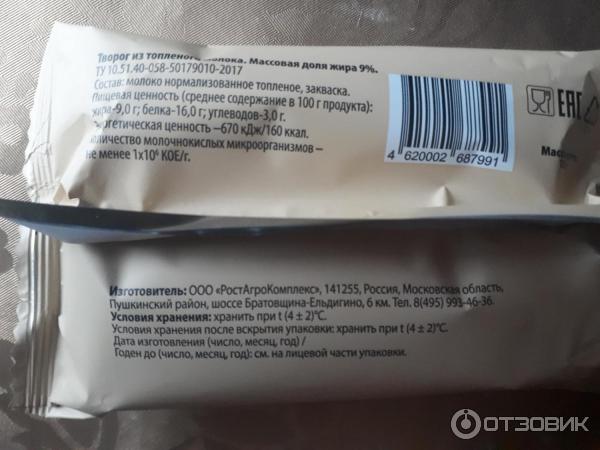 Творог из топленого молока. Массовая доля жира 9%.
ТУ 10.51.40-058-50179010-2017
Состав: молоко нормализованное топленое, закваска.
Пищевая ценность (среднее содержание в 100 г продукта):
жира-9,0 г; белка-16,0 г; углеводов-3,0 г.
Энергетическая ценность –670 кДж/160 ккал.
Количество молочнокислых микроорганизмов –
не менее 1x10⁶ КОЕ/г.
4 620002 687991
EAC
Изготовитель: ООО «РостАгроКомплекс», 141255, Россия, Московская область,
Пушкинский район, шоссе Братовщина-Ельдигино, 6 км. Тел. 8(495) 993-46-36.
Условия хранения: хранить при t (4 ± 2)°C.
Условия хранения после вскрытия упаковки: хранить при t (4 ± 2)°C.
Дата изготовления (число, месяц, год) /
Годен до (число, месяц, год): см. на лицевой части упаковки.
ОТЗОВИК